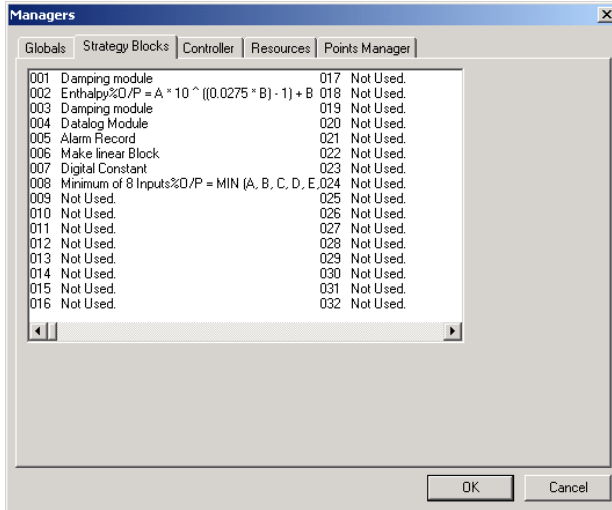 Managers
Globals Strategy Blocks Controller Resources Points Manager
001 Damping module 017 Not Used.
002 Enthalpy%O/P = A * 10 ^ ((0.0275 * B) - 1) + B 018 Not Used.
003 Damping module 019 Not Used.
004 Datalog Module 020 Not Used.
005 Alarm Record 021 Not Used.
006 Make linear Block 022 Not Used.
007 Digital Constant 023 Not Used.
008 Minimum of 8 Inputs%O/P = MIN (A, B, C, D, E, 024 Not Used.
009 Not Used. 025 Not Used.
010 Not Used. 026 Not Used.
011 Not Used. 027 Not Used.
012 Not Used. 028 Not Used.
013 Not Used. 029 Not Used.
014 Not Used. 030 Not Used.
015 Not Used. 031 Not Used.
016 Not Used. 032 Not Used.
OK Cancel